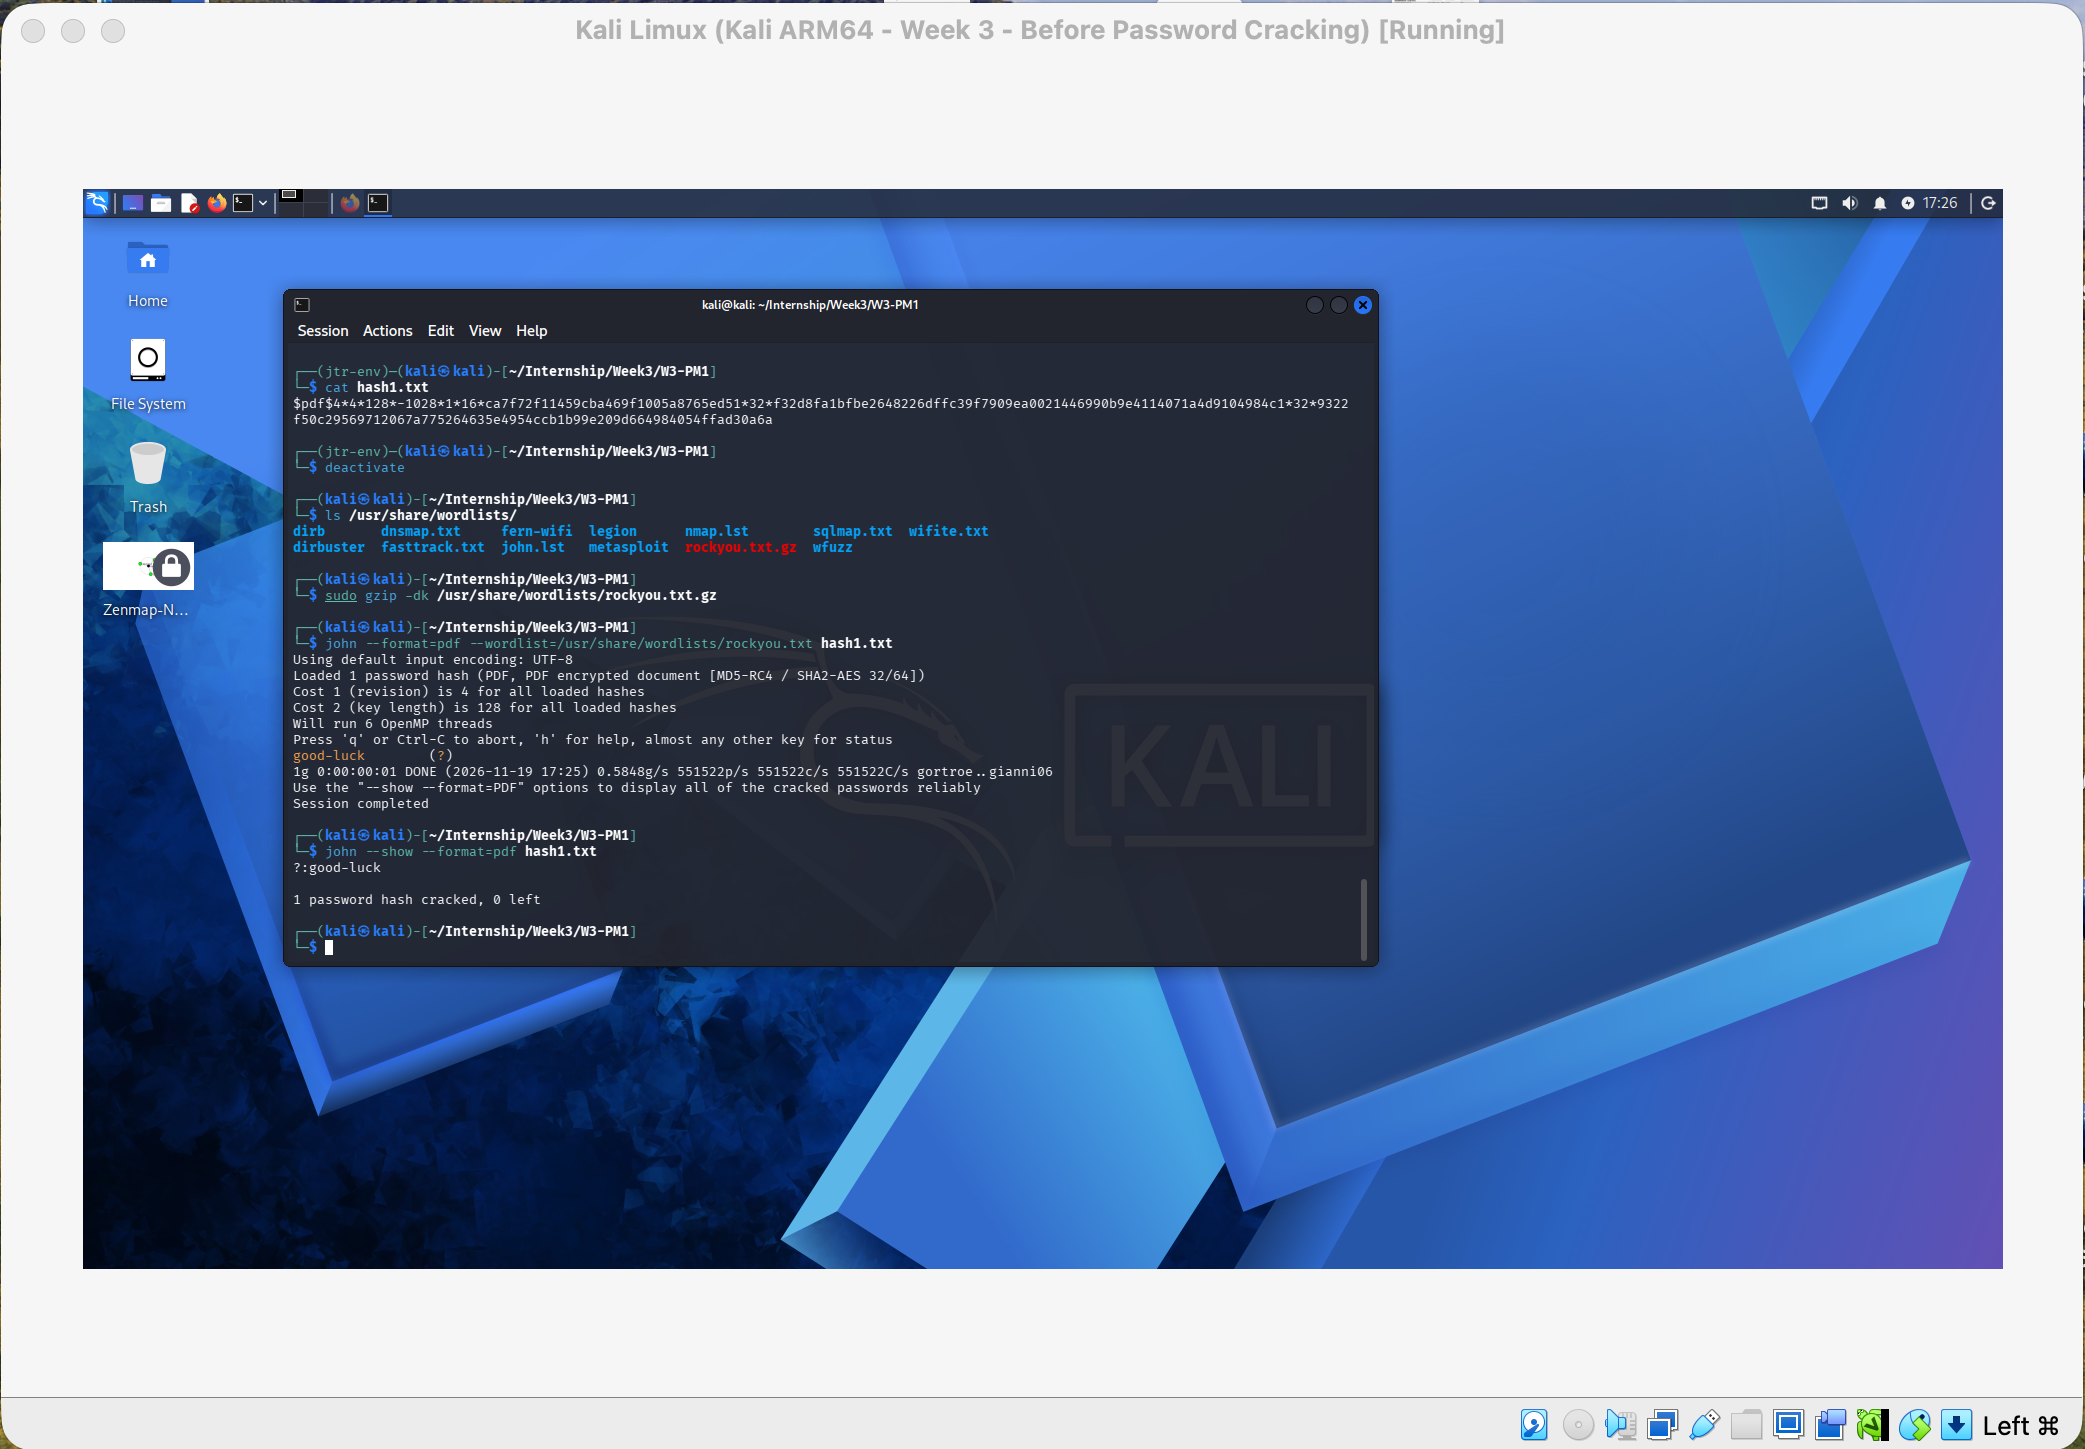 Kali Limux (Kali ARM64 - Week 3 - Before Password Cracking) [Running]
17:26
Home
File System
Trash
Zenmap-N...
kali@kali: ~/Internship/Week3/W3-PM1
Session Actions Edit View Help
┌──(jtr-env)─(kali㉿kali)-[~/Internship/Week3/W3-PM1]
└─$ cat hash1.txt
$pdf$4*4*128*-1028*1*16*ca7f72f11459cba469f1005a8765ed51*32*f32d8fa1bfbe2648226dffc39f7909ea0021446990b9e4114071a4d9104984c1*32*9322
f50c29569712067a775264635e4954ccb1b99e209d664984054ffad30a6a
┌──(jtr-env)─(kali㉿kali)-[~/Internship/Week3/W3-PM1]
└─$ deactivate
┌──(kali㉿kali)-[~/Internship/Week3/W3-PM1]
└─$ ls /usr/share/wordlists/
dirb dnsmap.txt fern-wifi legion nmap.lst sqlmap.txt wifite.txt
dirbuster fasttrack.txt john.lst metasploit rockyou.txt.gz wfuzz
┌──(kali㉿kali)-[~/Internship/Week3/W3-PM1]
└─$ sudo gzip -dk /usr/share/wordlists/rockyou.txt.gz
┌──(kali㉿kali)-[~/Internship/Week3/W3-PM1]
└─$ john --format=pdf --wordlist=/usr/share/wordlists/rockyou.txt hash1.txt
Using default input encoding: UTF-8
Loaded 1 password hash (PDF, PDF encrypted document [MD5-RC4 / SHA2-AES 32/64])
Cost 1 (revision) is 4 for all loaded hashes
Cost 2 (key length) is 128 for all loaded hashes
Will run 6 OpenMP threads
Press 'q' or Ctrl-C to abort, 'h' for help, almost any other key for status
good-luck (?)
1g 0:00:00:01 DONE (2026-11-19 17:25) 0.5848g/s 551522p/s 551522c/s 551522C/s gortroe..gianni06
Use the "--show --format=PDF" options to display all of the cracked passwords reliably
Session completed
┌──(kali㉿kali)-[~/Internship/Week3/W3-PM1]
└─$ john --show --format=pdf hash1.txt
?:good-luck
1 password hash cracked, 0 left
┌──(kali㉿kali)-[~/Internship/Week3/W3-PM1]
└─$
KALI
Left ⌘